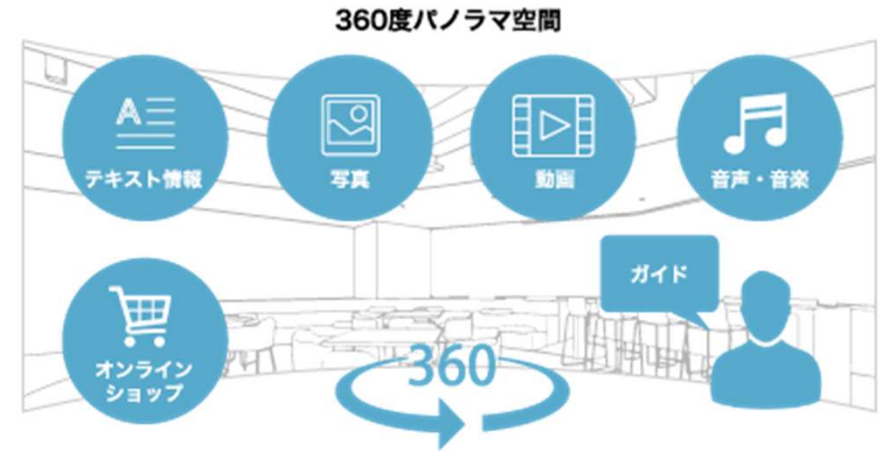 360度パノラマ空間
A
テキスト情報
写真
動画
音声・音楽
ガイド
オンライン
ショップ
360